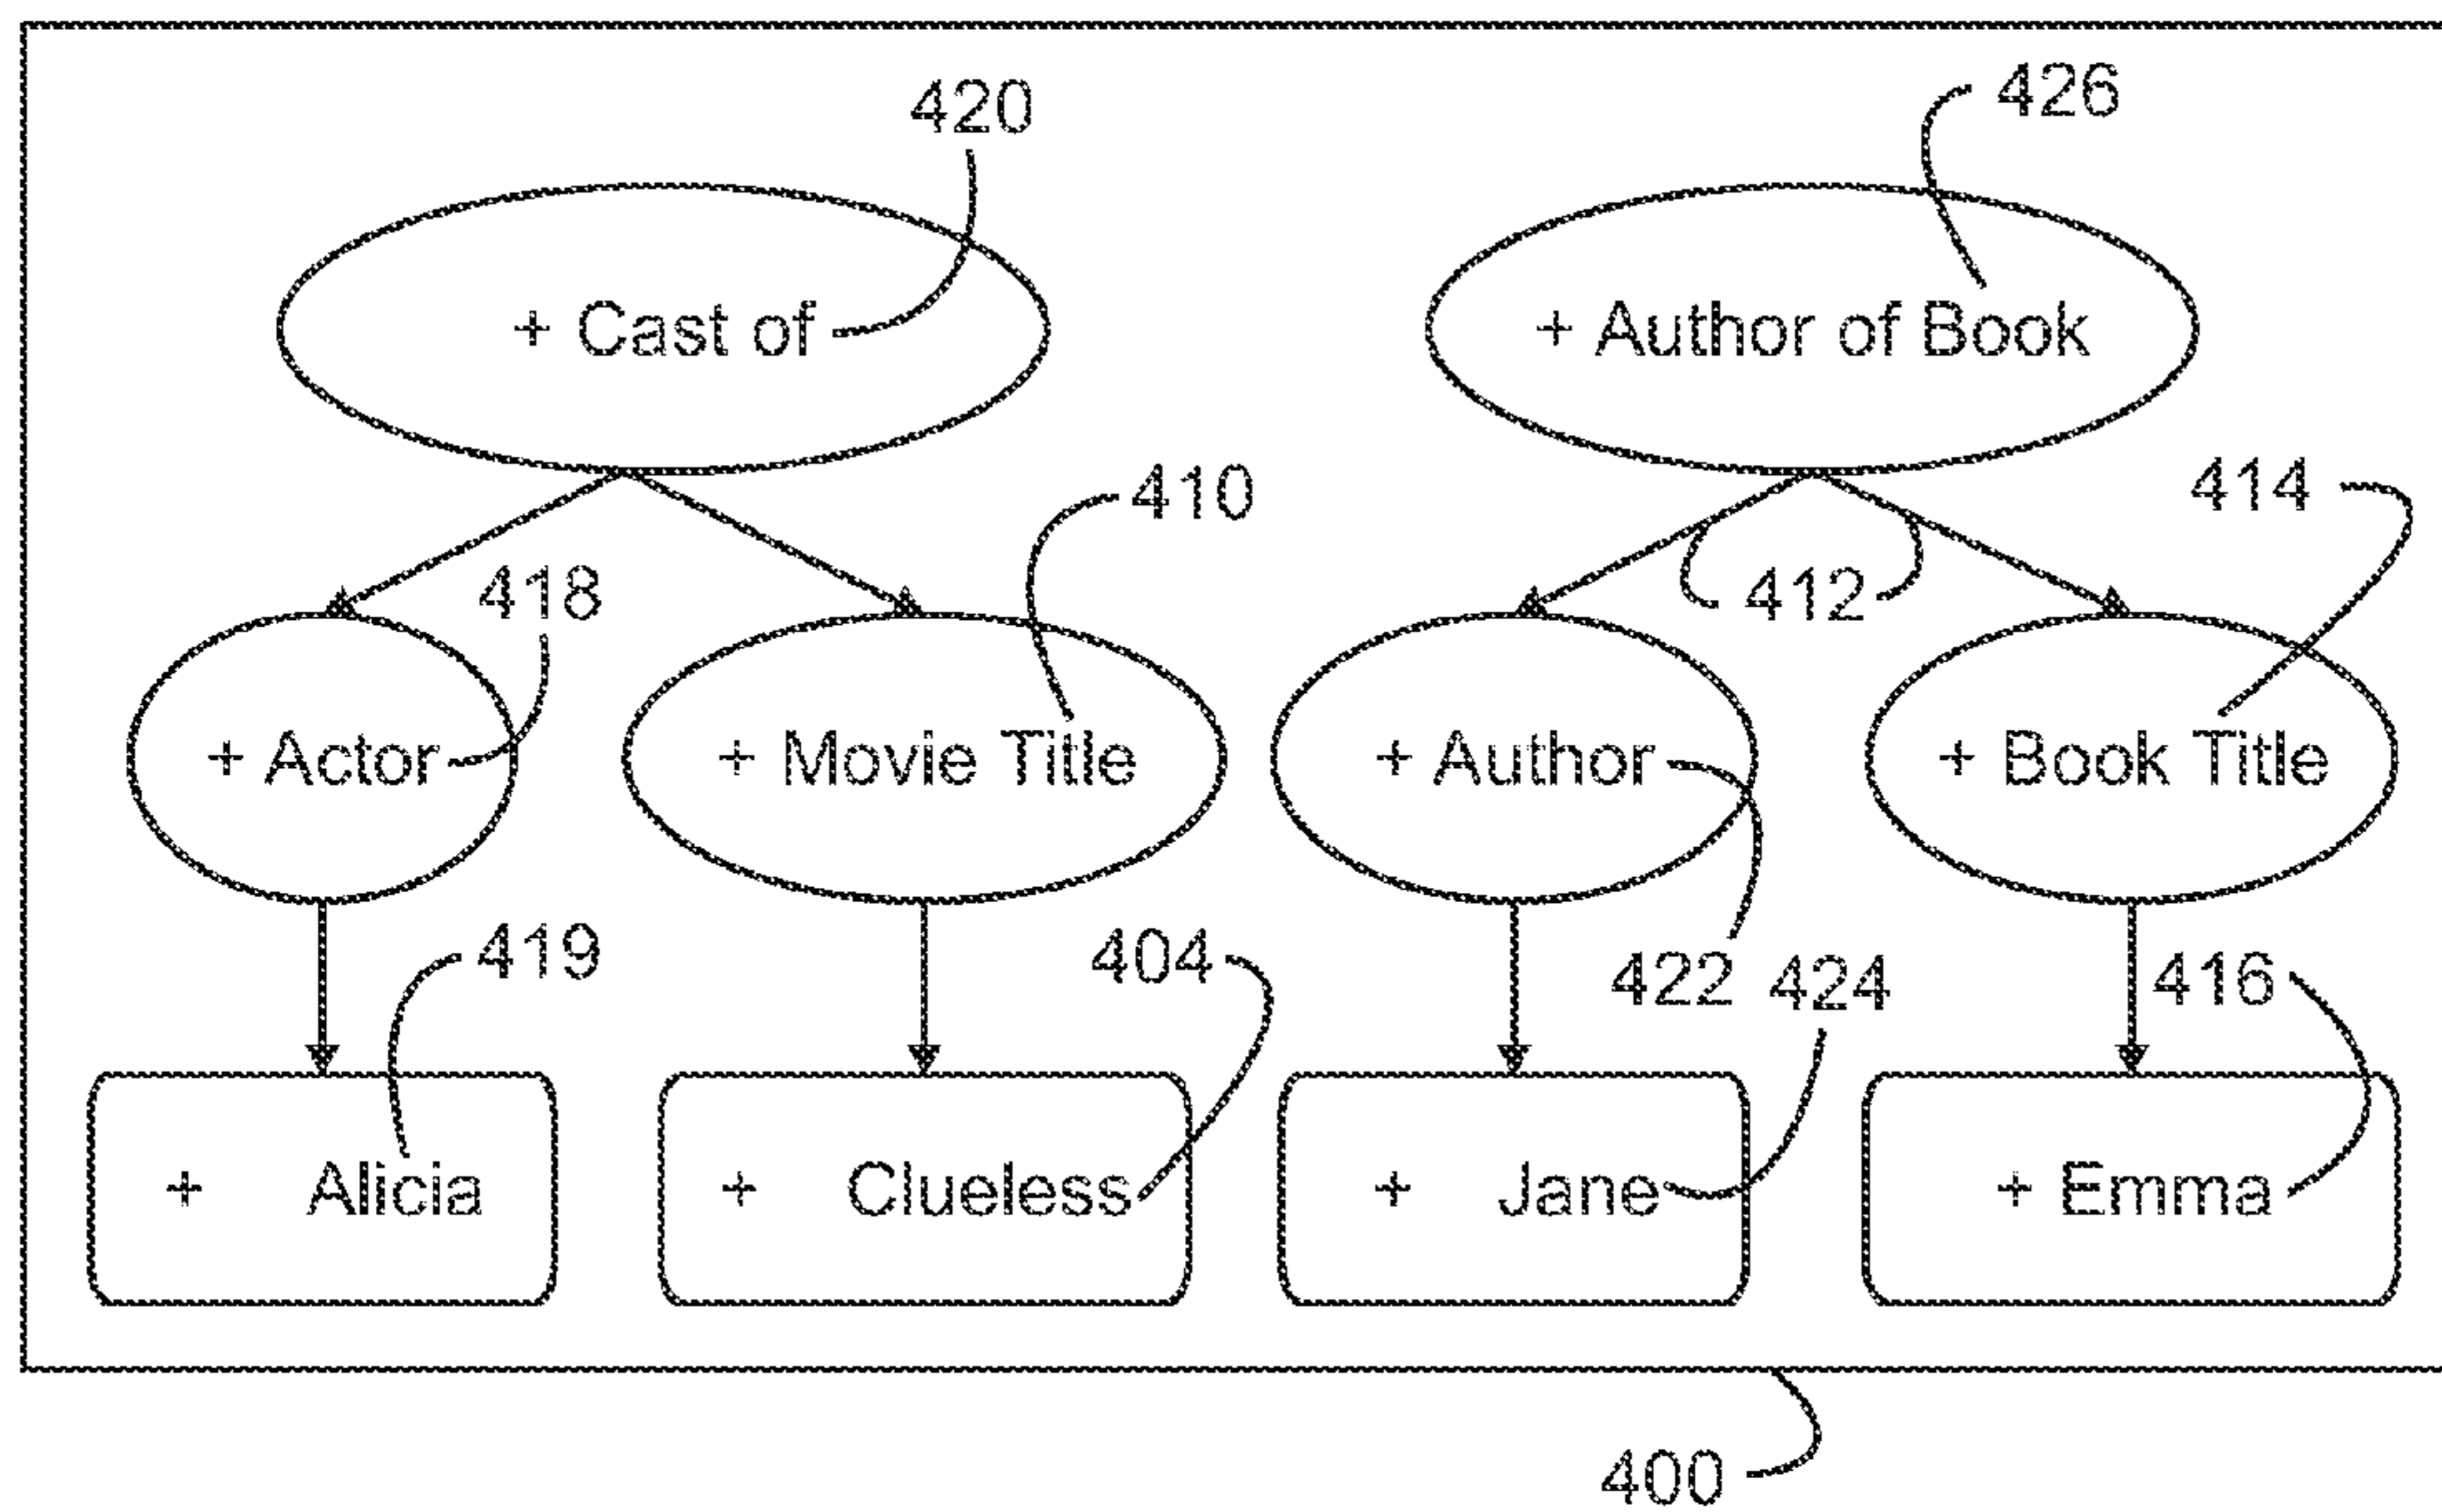 420
426
+ Cast of
+ Author of Book
410
414
418
412
+ Actor
+ Movie Title
+ Author
+ Book Title
419
404
422
424
416
+ Alicia
+ Clueless
+ Jane
+ Emma
400